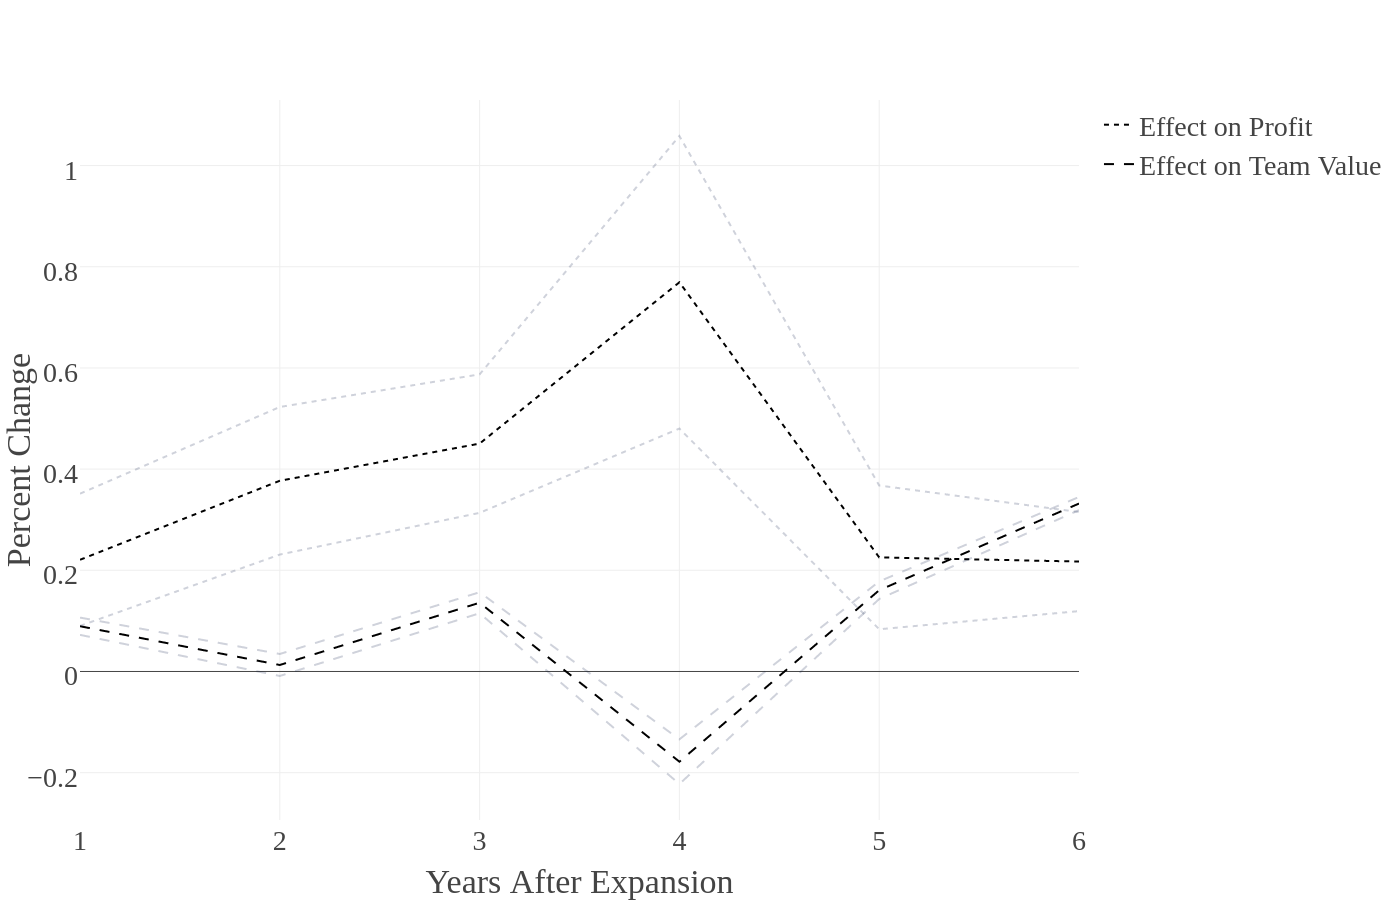 Effect on Profit
Effect on Team Value
1
0.8
0.6
0.4
0.2
0
−0.2
Percent Change
1 2 3 4 5 6
Years After Expansion